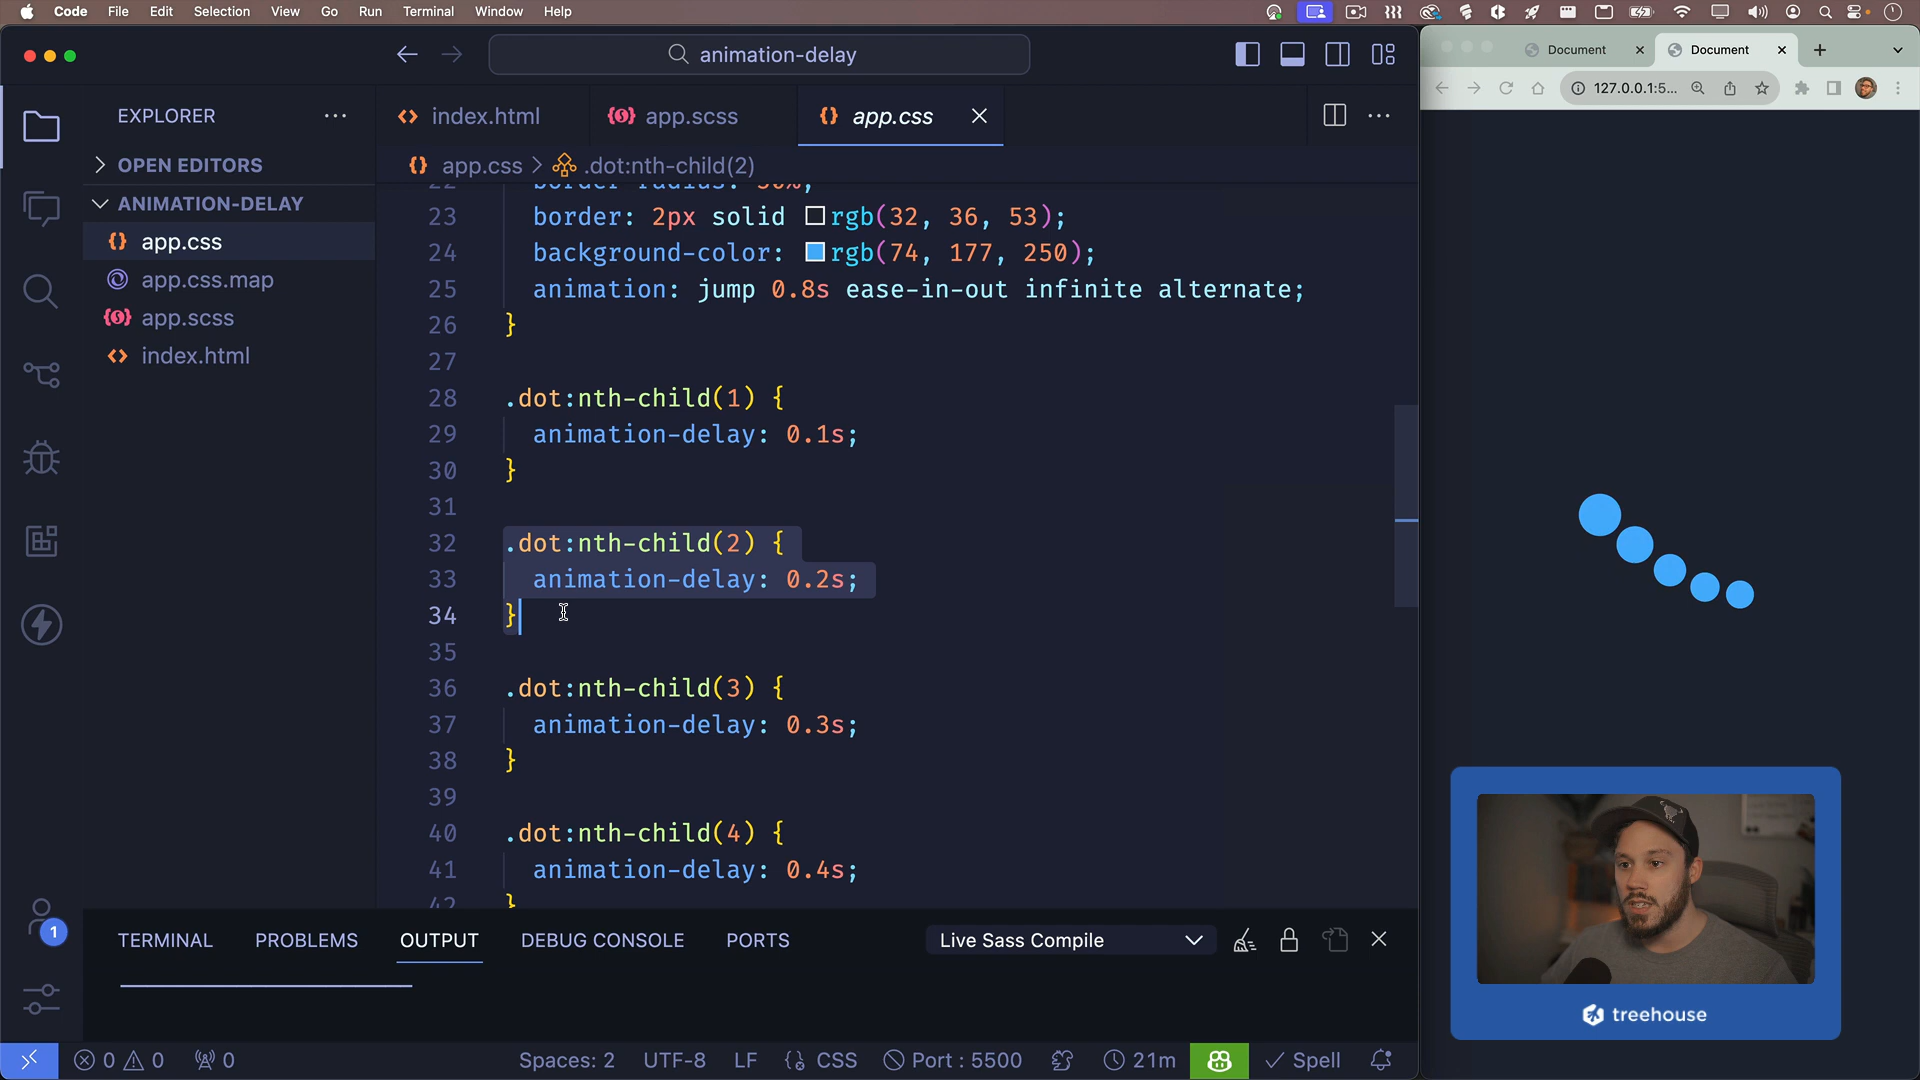 Code File Edit Selection View Go Run Terminal Window Help
animation-delay
Document
Document
127.0.0.1:5...
EXPLORER
OPEN EDITORS
ANIMATION-DELAY
app.css
app.css.map
app.scss
index.html
index.html
app.scss
app.css
app.css > .dot:nth-child(2)
22 border-radius: 50%;
23 border: 2px solid rgb(32, 36, 53);
24 background-color: rgb(74, 177, 250);
25 animation: jump 0.8s ease-in-out infinite alternate;
26 }
27
28 .dot:nth-child(1) {
29 animation-delay: 0.1s;
30 }
31
32 .dot:nth-child(2) {
33 animation-delay: 0.2s;
34 }
35
36 .dot:nth-child(3) {
37 animation-delay: 0.3s;
38 }
39
40 .dot:nth-child(4) {
41 animation-delay: 0.4s;
42 }
TERMINAL PROBLEMS OUTPUT DEBUG CONSOLE PORTS
Live Sass Compile
1
0 0 0
Spaces: 2 UTF-8 LF {} CSS Port : 5500 21m Spell
treehouse